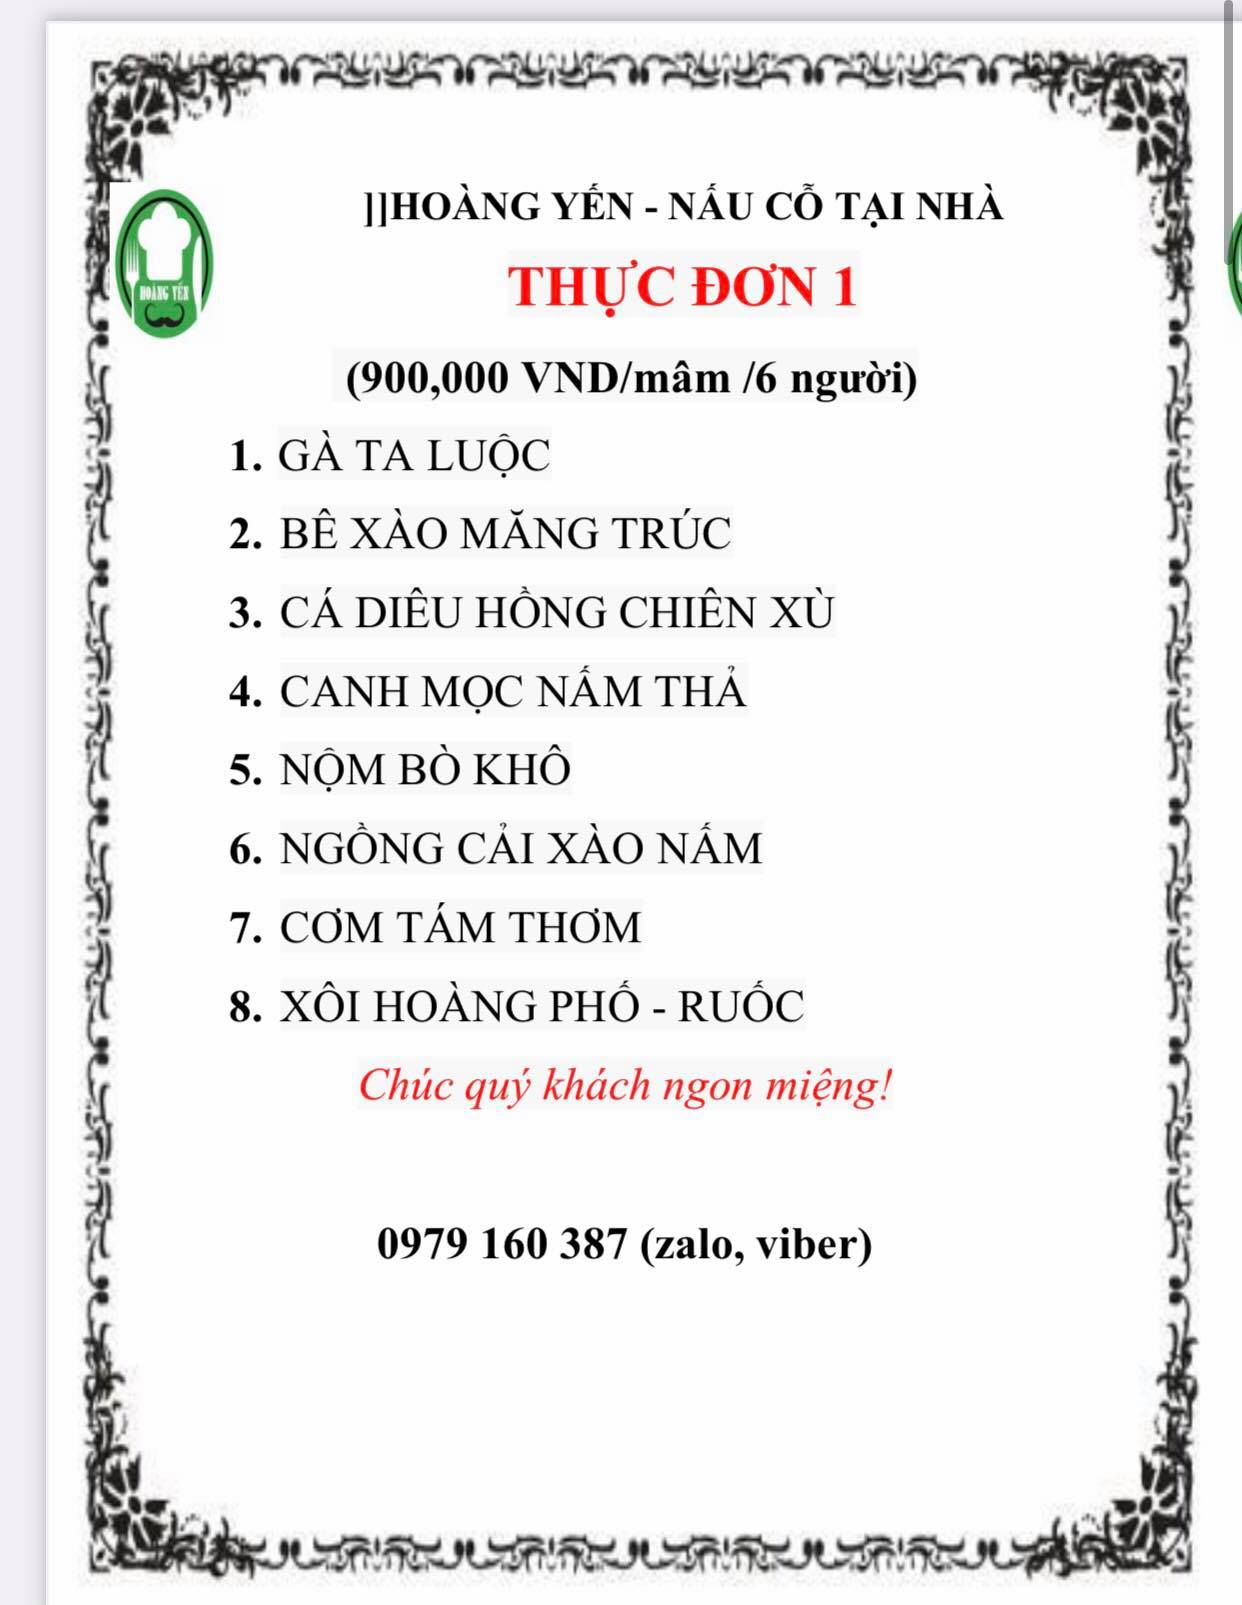 ]]HOÀNG YẾN - NẤU CỖ TẠI NHÀ
HOÀNG YẾN
THỰC ĐƠN 1
(900,000 VND/mâm /6 người)
1. GÀ TA LUỘC
2. BÊ XÀO MĂNG TRÚC
3. CÁ DIÊU HỒNG CHIÊN XÙ
4. CANH MỌC NẤM THẢ
5. NỘM BÒ KHÔ
6. NGỒNG CẢI XÀO NẤM
7. CƠM TÁM THƠM
8. XÔI HOÀNG PHỐ - RUỐC
Chúc quý khách ngon miệng!
0979 160 387 (zalo, viber)